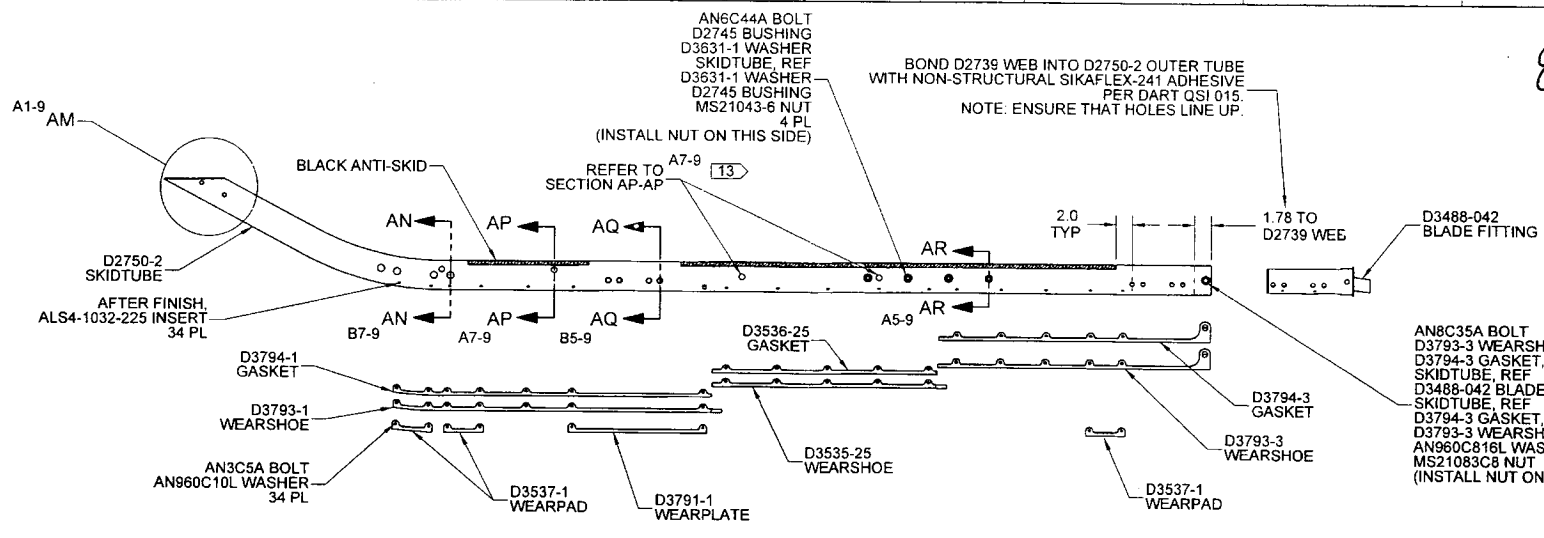 AN6C44A BOLT
D2745 BUSHING
D3631-1 WASHER
SKIDTUBE, REF
D3631-1 WASHER
D2745 BUSHING
MS21043-6 NUT
4 PL
(INSTALL NUT ON THIS SIDE)
BOND D2739 WEB INTO D2750-2 OUTER TUBE
WITH NON-STRUCTURAL SIKAFLEX-241 ADHESIVE
PER DART QSI 015.
NOTE: ENSURE THAT HOLES LINE UP.
A1-9
AM
BLACK ANTI-SKID
REFER TO
SECTION AP-AP
A7-9
13
AN
AP
AQ
AR
2.0
TYP
1.78 TO
D2739 WEB
D3488-042
BLADE FITTING
D2750-2
SKIDTUBE
AFTER FINISH,
ALS4-1032-225 INSERT
34 PL
AN
B7-9
AP
A7-9
AQ
B5-9
AR
A5-9
D3794-1
GASKET
D3793-1
WEARSHOE
AN3C5A BOLT
AN960C10L WASHER
34 PL
D3537-1
WEARPAD
D3791-1
WEARPLATE
D3536-25
GASKET
D3535-25
WEARSHOE
D3794-3
GASKET
D3793-3
WEARSHOE
D3537-1
WEARPAD
AN8C35A BOLT
D3793-3 WEARSH
D3794-3 GASKET,
SKIDTUBE, REF
D3488-042 BLADE
SKIDTUBE, REF
D3794-3 GASKET,
D3793-3 WEARSH
AN960C816L WAS
MS21083C8 NUT
(INSTALL NUT ON